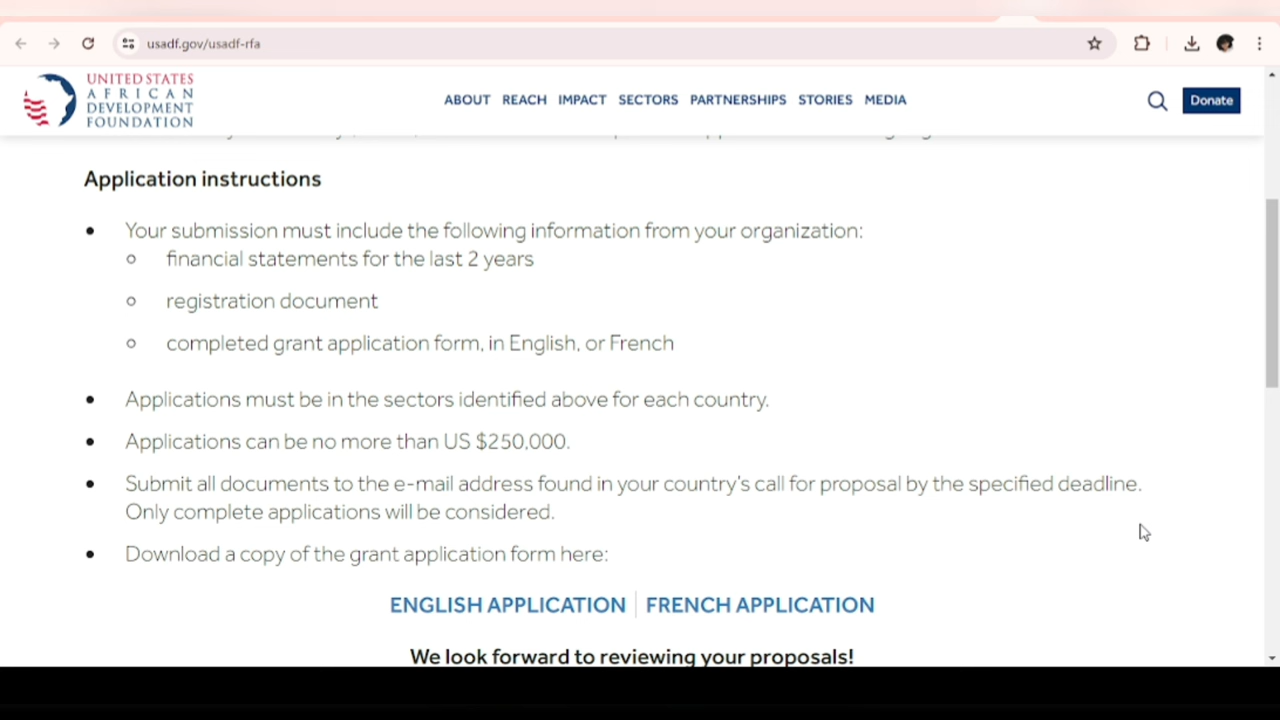 usadf.gov/usadf-rfa
UNITED STATES
AFRICAN
DEVELOPMENT
FOUNDATION
ABOUT REACH IMPACT SECTORS PARTNERSHIPS STORIES MEDIA
Donate
Application instructions
Your submission must include the following information from your organization:
financial statements for the last 2 years
registration document
completed grant application form, in English, or French
Applications must be in the sectors identified above for each country.
Applications can be no more than US $250,000.
Submit all documents to the e-mail address found in your country's call for proposal by the specified deadline.
Only complete applications will be considered.
Download a copy of the grant application form here:
ENGLISH APPLICATION FRENCH APPLICATION
We look forward to reviewing your proposals!